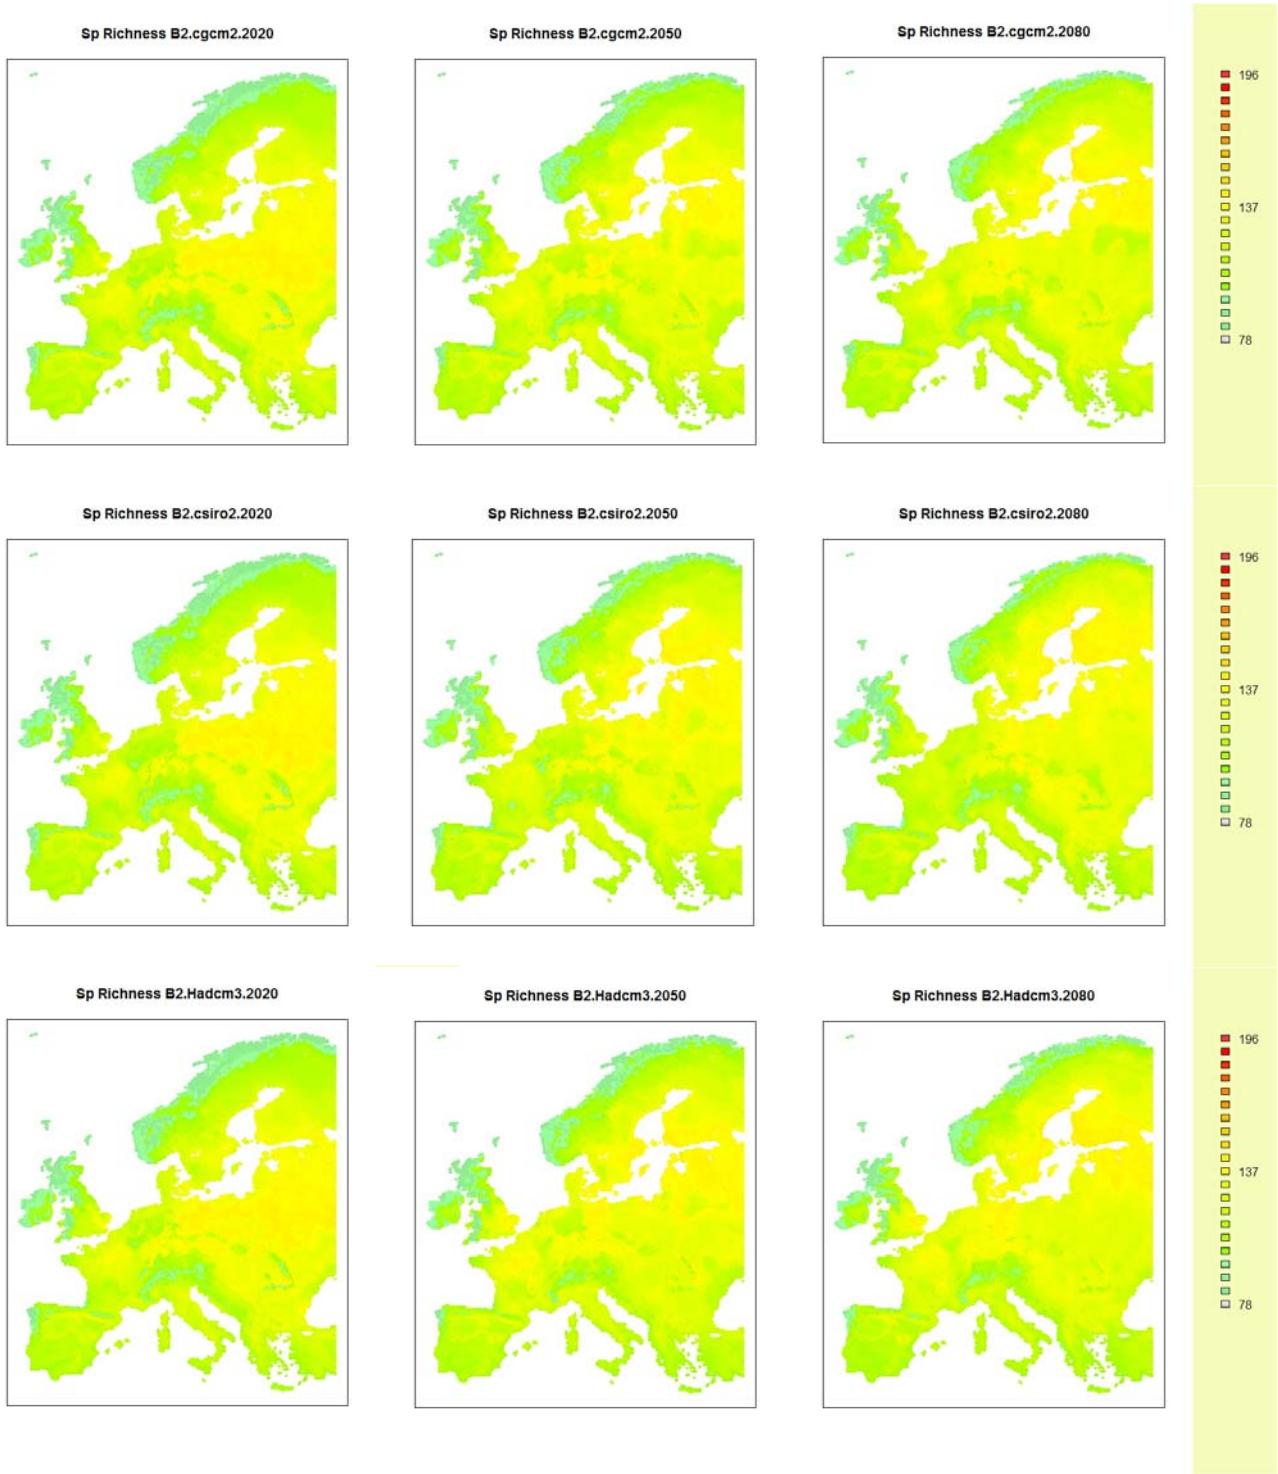 Sp Richness B2.cgcm2.2020
Sp Richness B2.cgcm2.2050
Sp Richness B2.cgcm2.2080
196
137
78
Sp Richness B2.csiro2.2020
Sp Richness B2.csiro2.2050
Sp Richness B2.csiro2.2080
196
137
78
Sp Richness B2.Hadcm3.2020
Sp Richness B2.Hadcm3.2050
Sp Richness B2.Hadcm3.2080
196
137
78